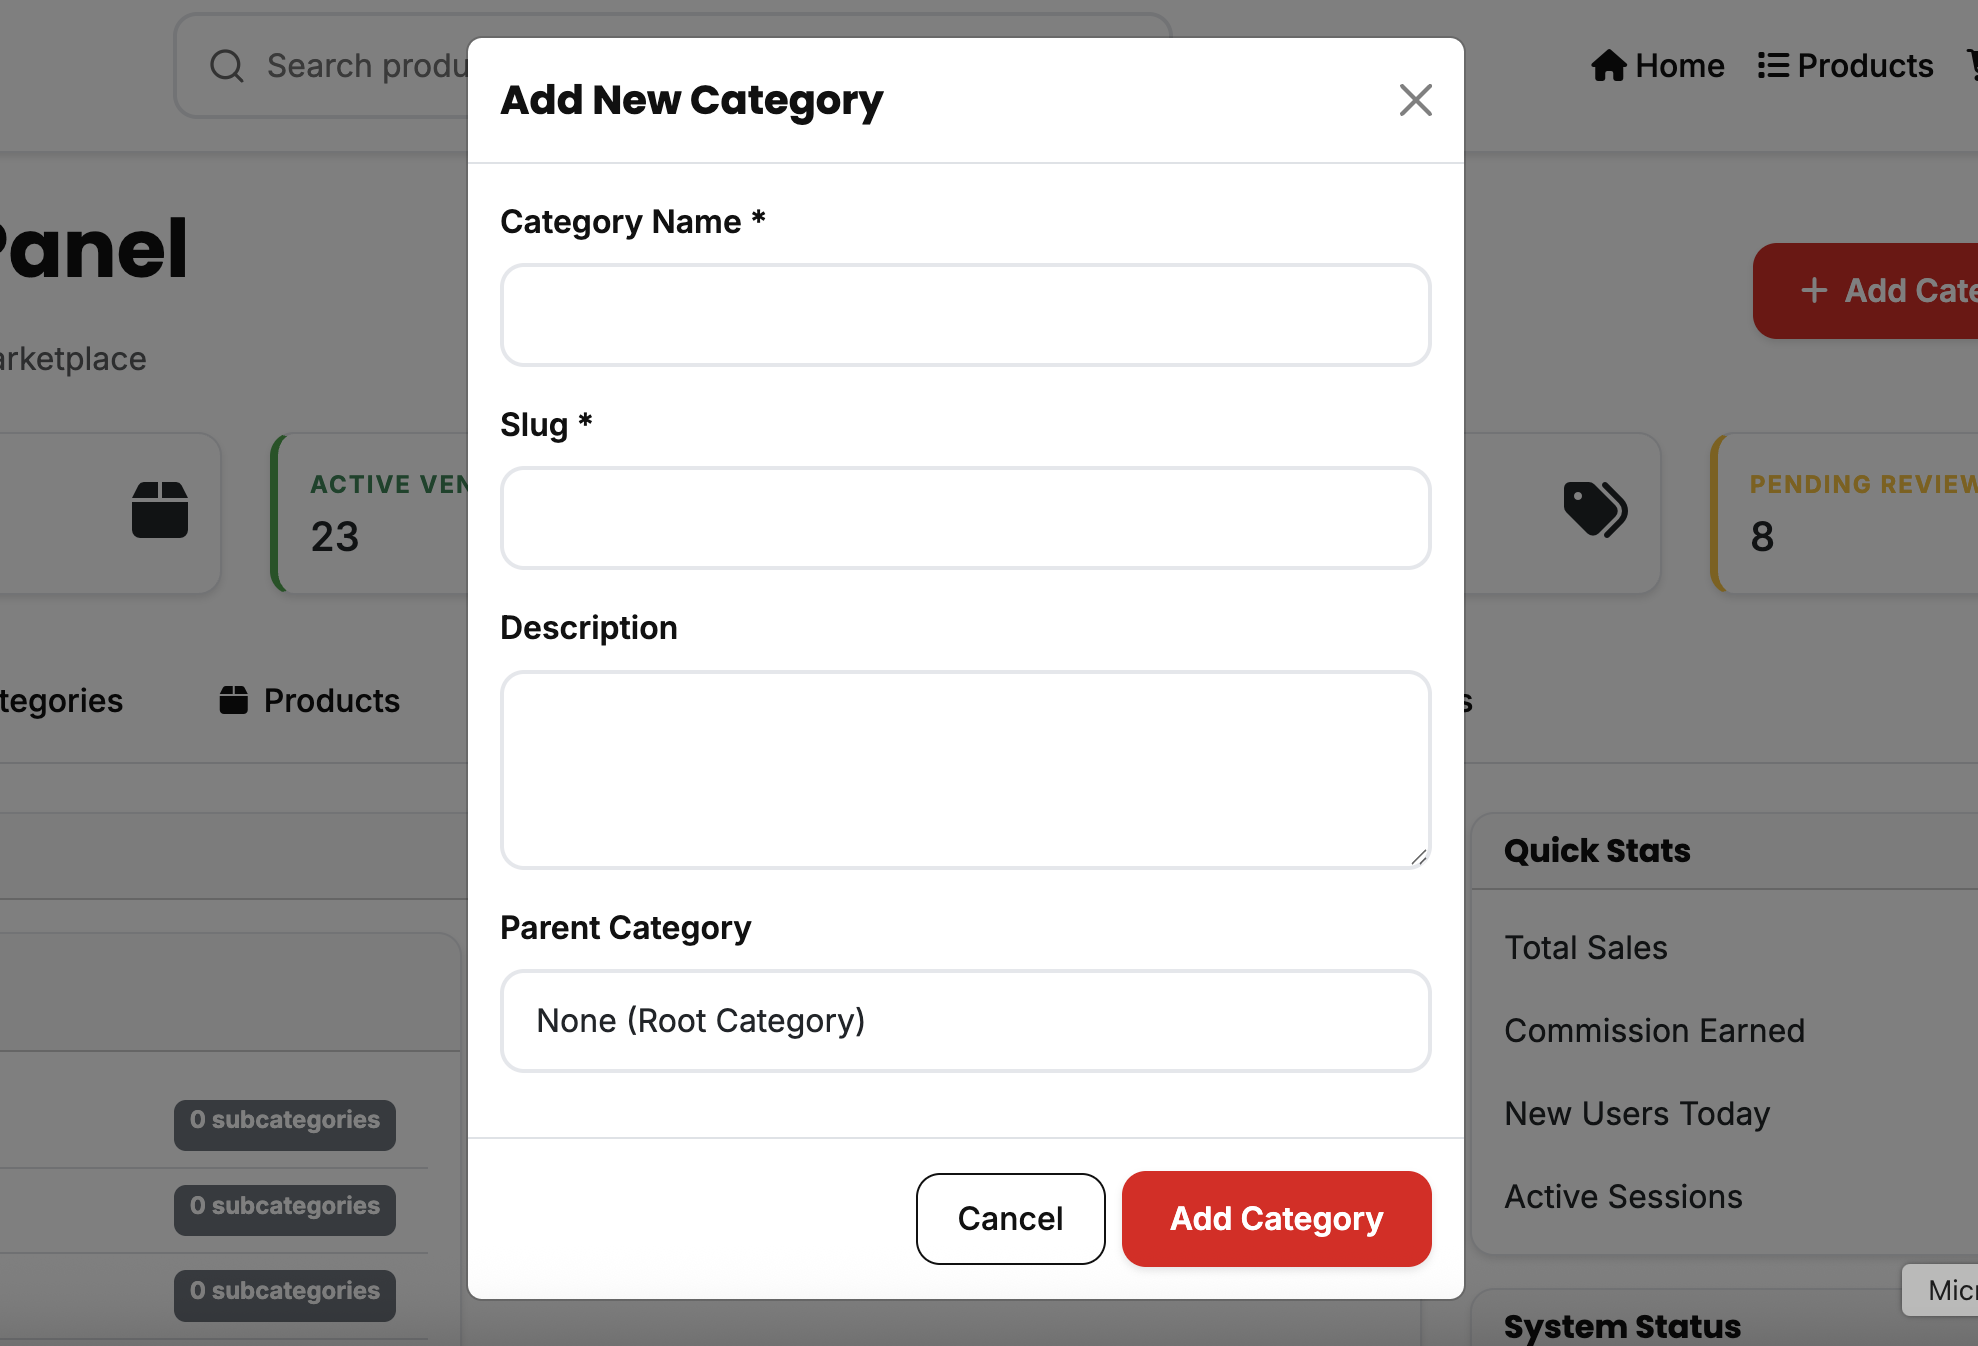 Search produ
Home
Products
Add New Category
Category Name *
Slug *
Description
Parent Category
None (Root Category)
Cancel
Add Category
Panel
arketplace
+ Add Cate
ACTIVE VEN
23
PENDING REVIEW
8
tegories
Products
s
0 subcategories
0 subcategories
0 subcategories
Quick Stats
Total Sales
Commission Earned
New Users Today
Active Sessions
System Status
Micr